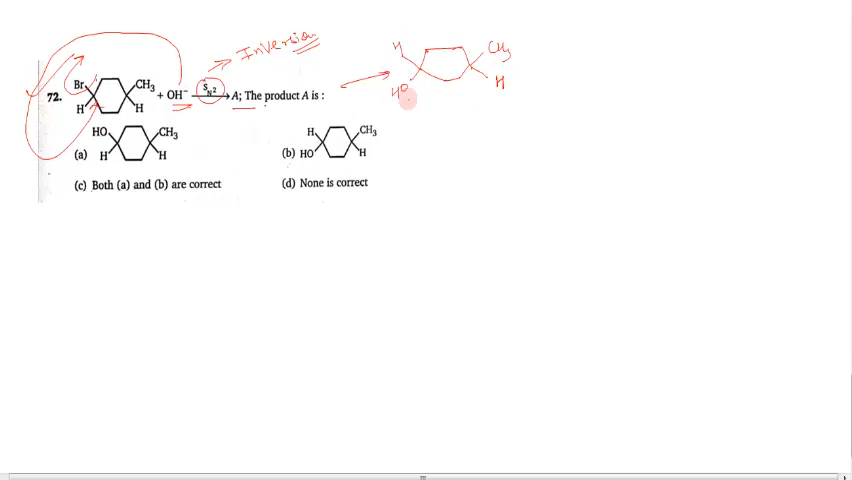 Inversion
H
CH3
HO
H
72.
Br
H
CH3
H
+ OH⁻
SN2
A; The product A is :
(a)
HO
H
CH3
H
(b)
H
HO
CH3
H
(c) Both (a) and (b) are correct
(d) None is correct